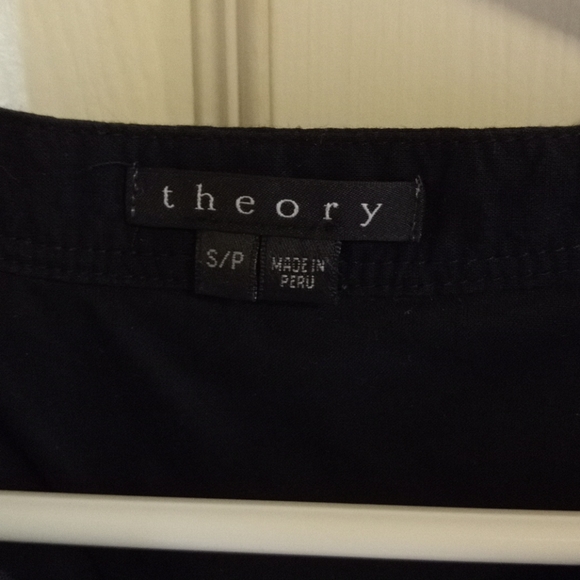 theory
S/P
MADE IN
PERU